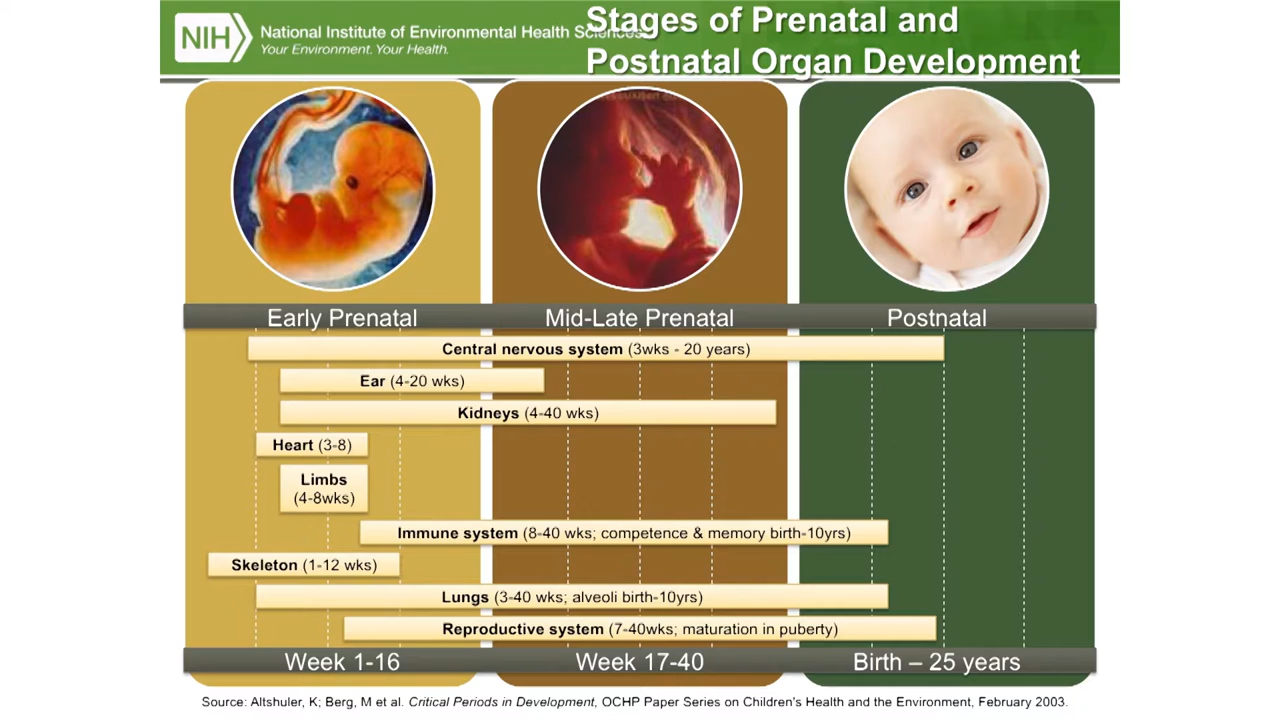 NIH
National Institute of Environmental Health Sciences
Your Environment. Your Health.
Stages of Prenatal and
Postnatal Organ Development
Early Prenatal
Mid-Late Prenatal
Postnatal
Central nervous system (3wks - 20 years)
Ear (4-20 wks)
Kidneys (4-40 wks)
Heart (3-8)
Limbs
(4-8wks)
Immune system (8-40 wks; competence & memory birth-10yrs)
Skeleton (1-12 wks)
Lungs (3-40 wks; alveoli birth-10yrs)
Reproductive system (7-40wks; maturation in puberty)
Week 1-16
Week 17-40
Birth – 25 years
Source: Altshuler, K; Berg, M et al. Critical Periods in Development, OCHP Paper Series on Children's Health and the Environment, February 2003.